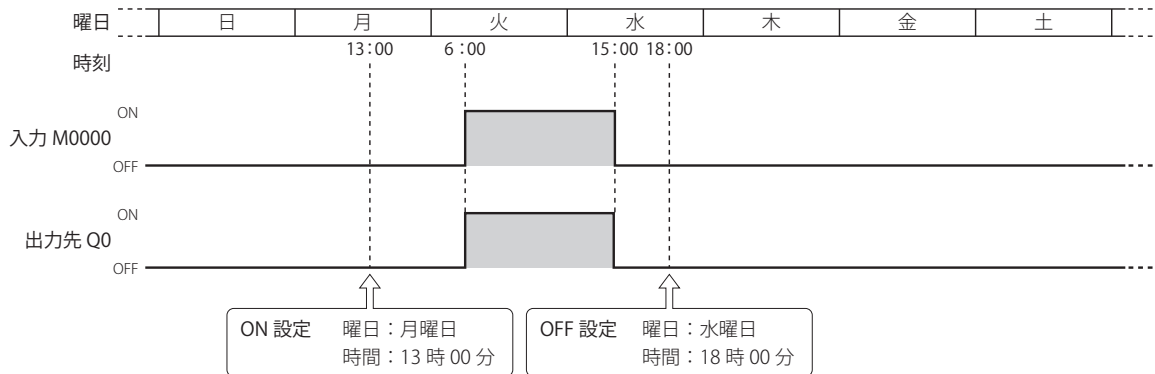 曜日 日 月 火 水 木 金 土
時刻 13:00 6:00 15:00 18:00
ON
入力 M0000
OFF
ON
出力先 Q0
OFF
ON 設定 曜日：月曜日
時間：13 時 00 分
OFF 設定 曜日：水曜日
時間：18 時 00 分